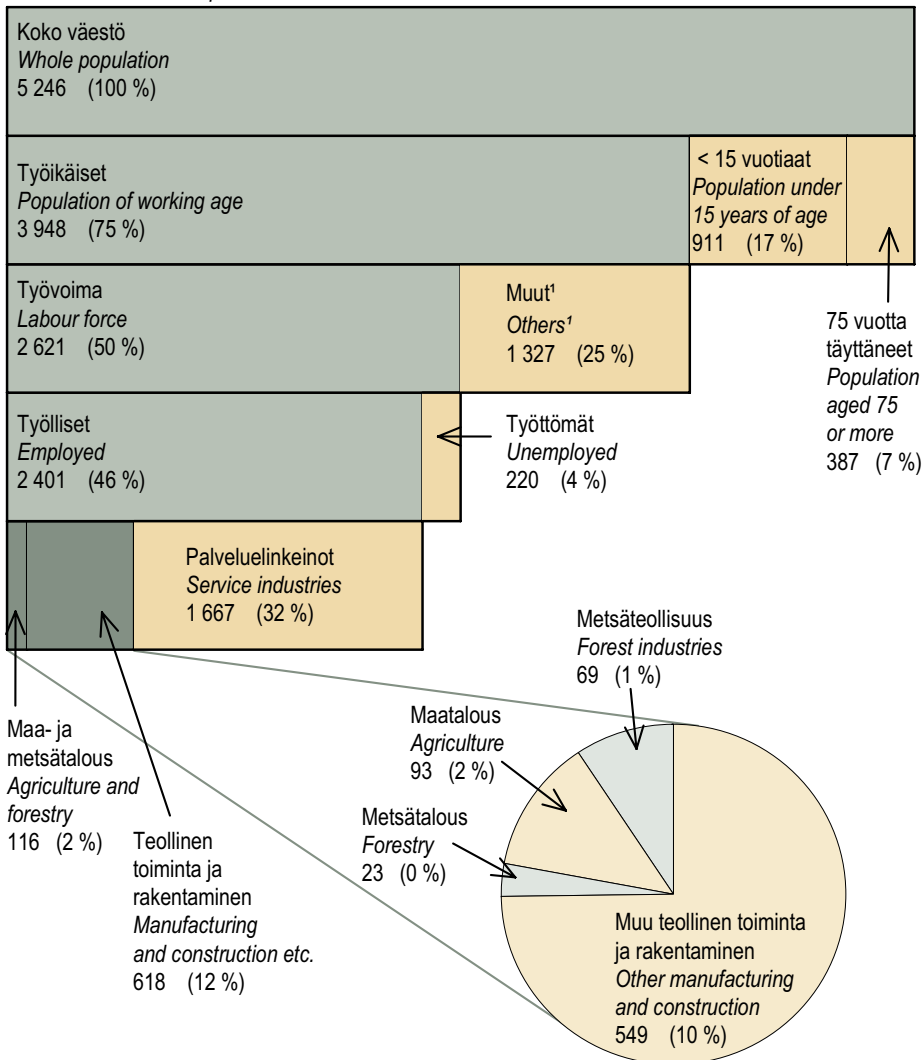 Koko väestö
Whole population
5 246 (100 %)
Työikäiset
Population of working age
3 948 (75 %)
< 15 vuotiaat
Population under
15 years of age
911 (17 %)
75 vuotta
täyttäneet
Population
aged 75
or more
387 (7 %)
Työvoima
Labour force
2 621 (50 %)
Muut¹
Others¹
1 327 (25 %)
Työlliset
Employed
2 401 (46 %)
Työttömät
Unemployed
220 (4 %)
Palveluelinkeinot
Service industries
1 667 (32 %)
Maa- ja
metsätalous
Agriculture and
forestry
116 (2 %)
Teollinen
toiminta ja
rakentaminen
Manufacturing
and construction etc.
618 (12 %)
Metsäteollisuus
Forest industries
69 (1 %)
Maatalous
Agriculture
93 (2 %)
Metsätalous
Forestry
23 (0 %)
Muu teollinen toiminta
ja rakentaminen
Other manufacturing
and construction
549 (10 %)